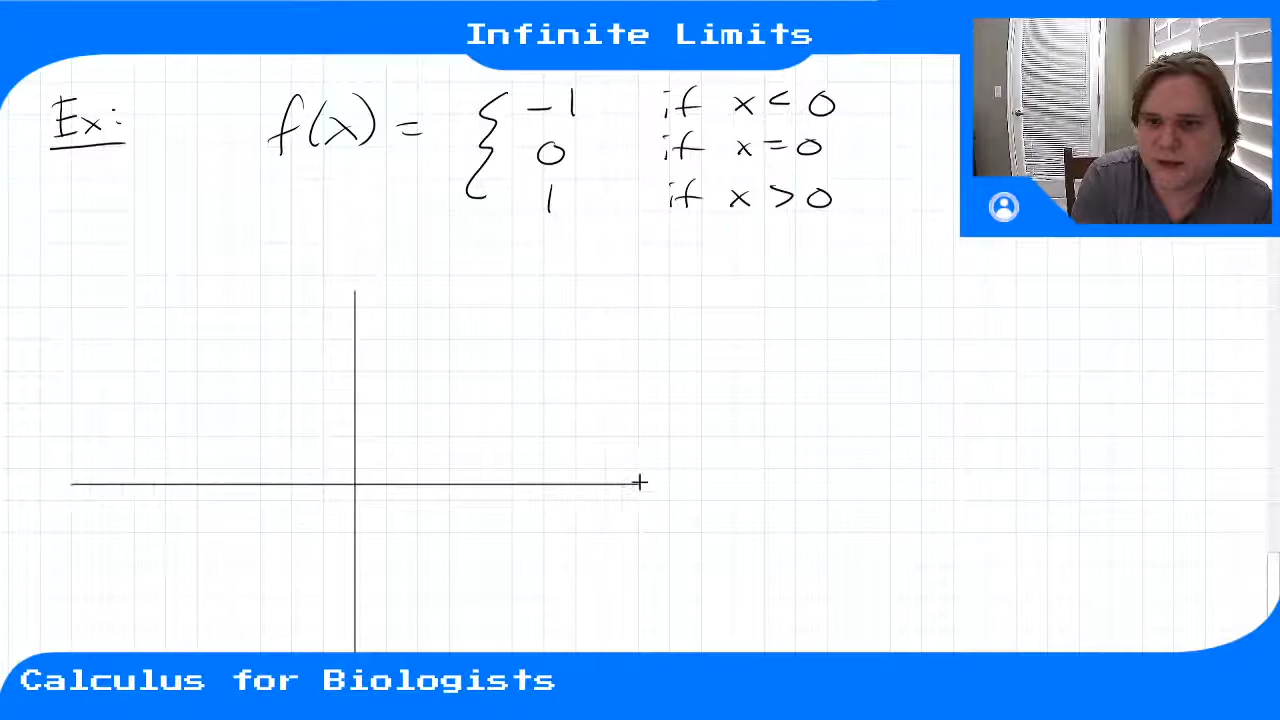 Infinite Limits
Ex: f(x) = { -1 if x < 0
0 if x = 0
1 if x > 0
Calculus for Biologists